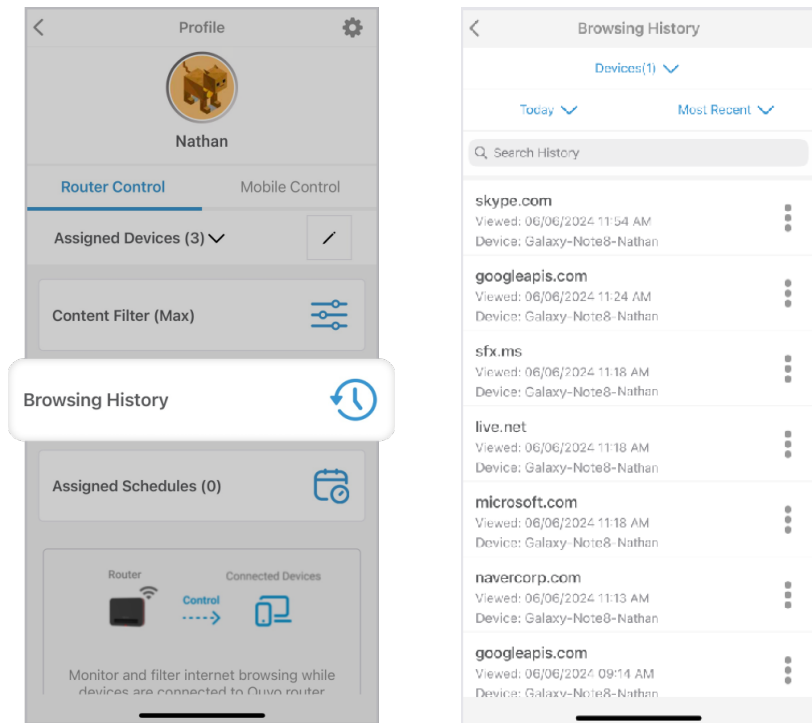 Profile
Nathan
Router Control
Mobile Control
Assigned Devices (3)
Content Filter (Max)
Browsing History
Assigned Schedules (0)
Router
Connected Devices
Control
Monitor and filter internet browsing while
devices are connected to Quvo router
Browsing History
Devices(1)
Today
Most Recent
Search History
skype.com
Viewed: 06/06/2024 11:54 AM
Device: Galaxy-Note8-Nathan
googleapis.com
Viewed: 06/06/2024 11:24 AM
Device: Galaxy-Note8-Nathan
sfx.ms
Viewed: 06/06/2024 11:18 AM
Device: Galaxy-Note8-Nathan
live.net
Viewed: 06/06/2024 11:18 AM
Device: Galaxy-Note8-Nathan
microsoft.com
Viewed: 06/06/2024 11:18 AM
Device: Galaxy-Note8-Nathan
navercorp.com
Viewed: 06/06/2024 11:13 AM
Device: Galaxy-Note8-Nathan
googleapis.com
Viewed: 06/06/2024 09:14 AM
Device: Galaxy-Note8-Nathan